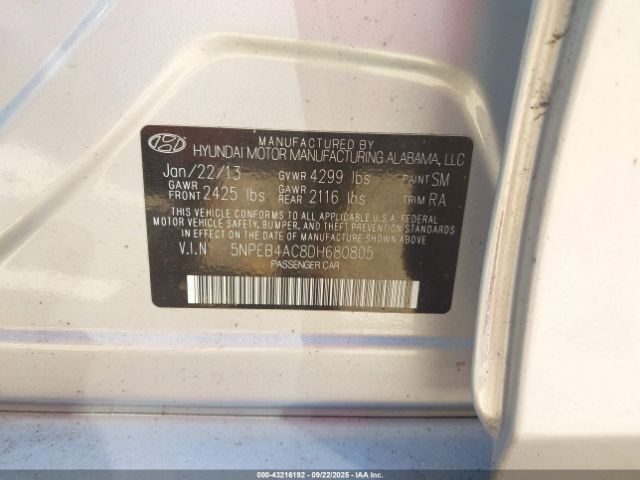 MANUFACTURED BY
HYUNDAI MOTOR MANUFACTURING ALABAMA, LLC
Jan/22/13 GVWR 4299 lbs PAINT SM
GAWR FRONT 2425 lbs GAWR REAR 2116 lbs TRIM RA
THIS VEHICLE CONFORMS TO ALL APPLICABLE U.S.A. FEDERAL
MOTOR VEHICLE SAFETY, BUMPER, AND THEFT PREVENTION STANDARDS
IN EFFECT ON THE DATE OF MANUFACTURE SHOWN ABOVE.
V.I.N 5NPEB4AC8DH680805
PASSENGER CAR
000-43216192 - 09/22/2025 - © IAA, Inc.